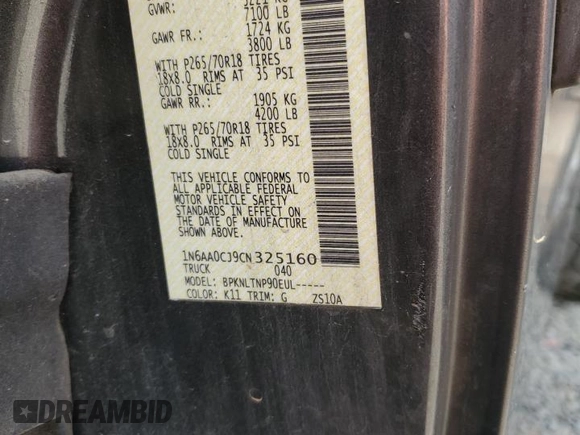 GVWR:
7100 LB
GAWR FR.: 1724 KG
3800 LB
WITH P265/70R18 TIRES
18x8.0 RIMS AT 35 PSI
COLD SINGLE
GAWR RR.: 1905 KG
4200 LB
WITH P265/70R18 TIRES
18x8.0 RIMS AT 35 PSI
COLD SINGLE
THIS VEHICLE CONFORMS TO
ALL APPLICABLE FEDERAL
MOTOR VEHICLE SAFETY
STANDARDS IN EFFECT ON
THE DATE OF MANUFACTURE
SHOWN ABOVE.
1N6AA0CJ9CN325160
TRUCK 040
MODEL: BPKNLTNP90EUL-----
COLOR: K11 TRIM: G ZS10A
DREAMBID